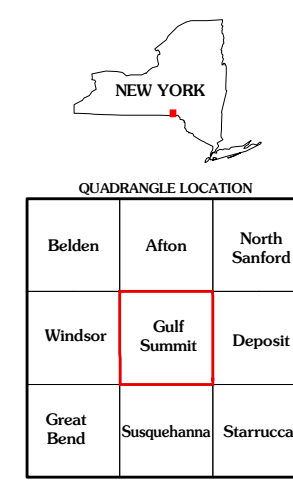 NEW YORK
QUADRANGLE LOCATION
Belden
Afton
North
Sanford
Windsor
Gulf
Summit
Deposit
Great
Bend
Susquehanna
Starrucca